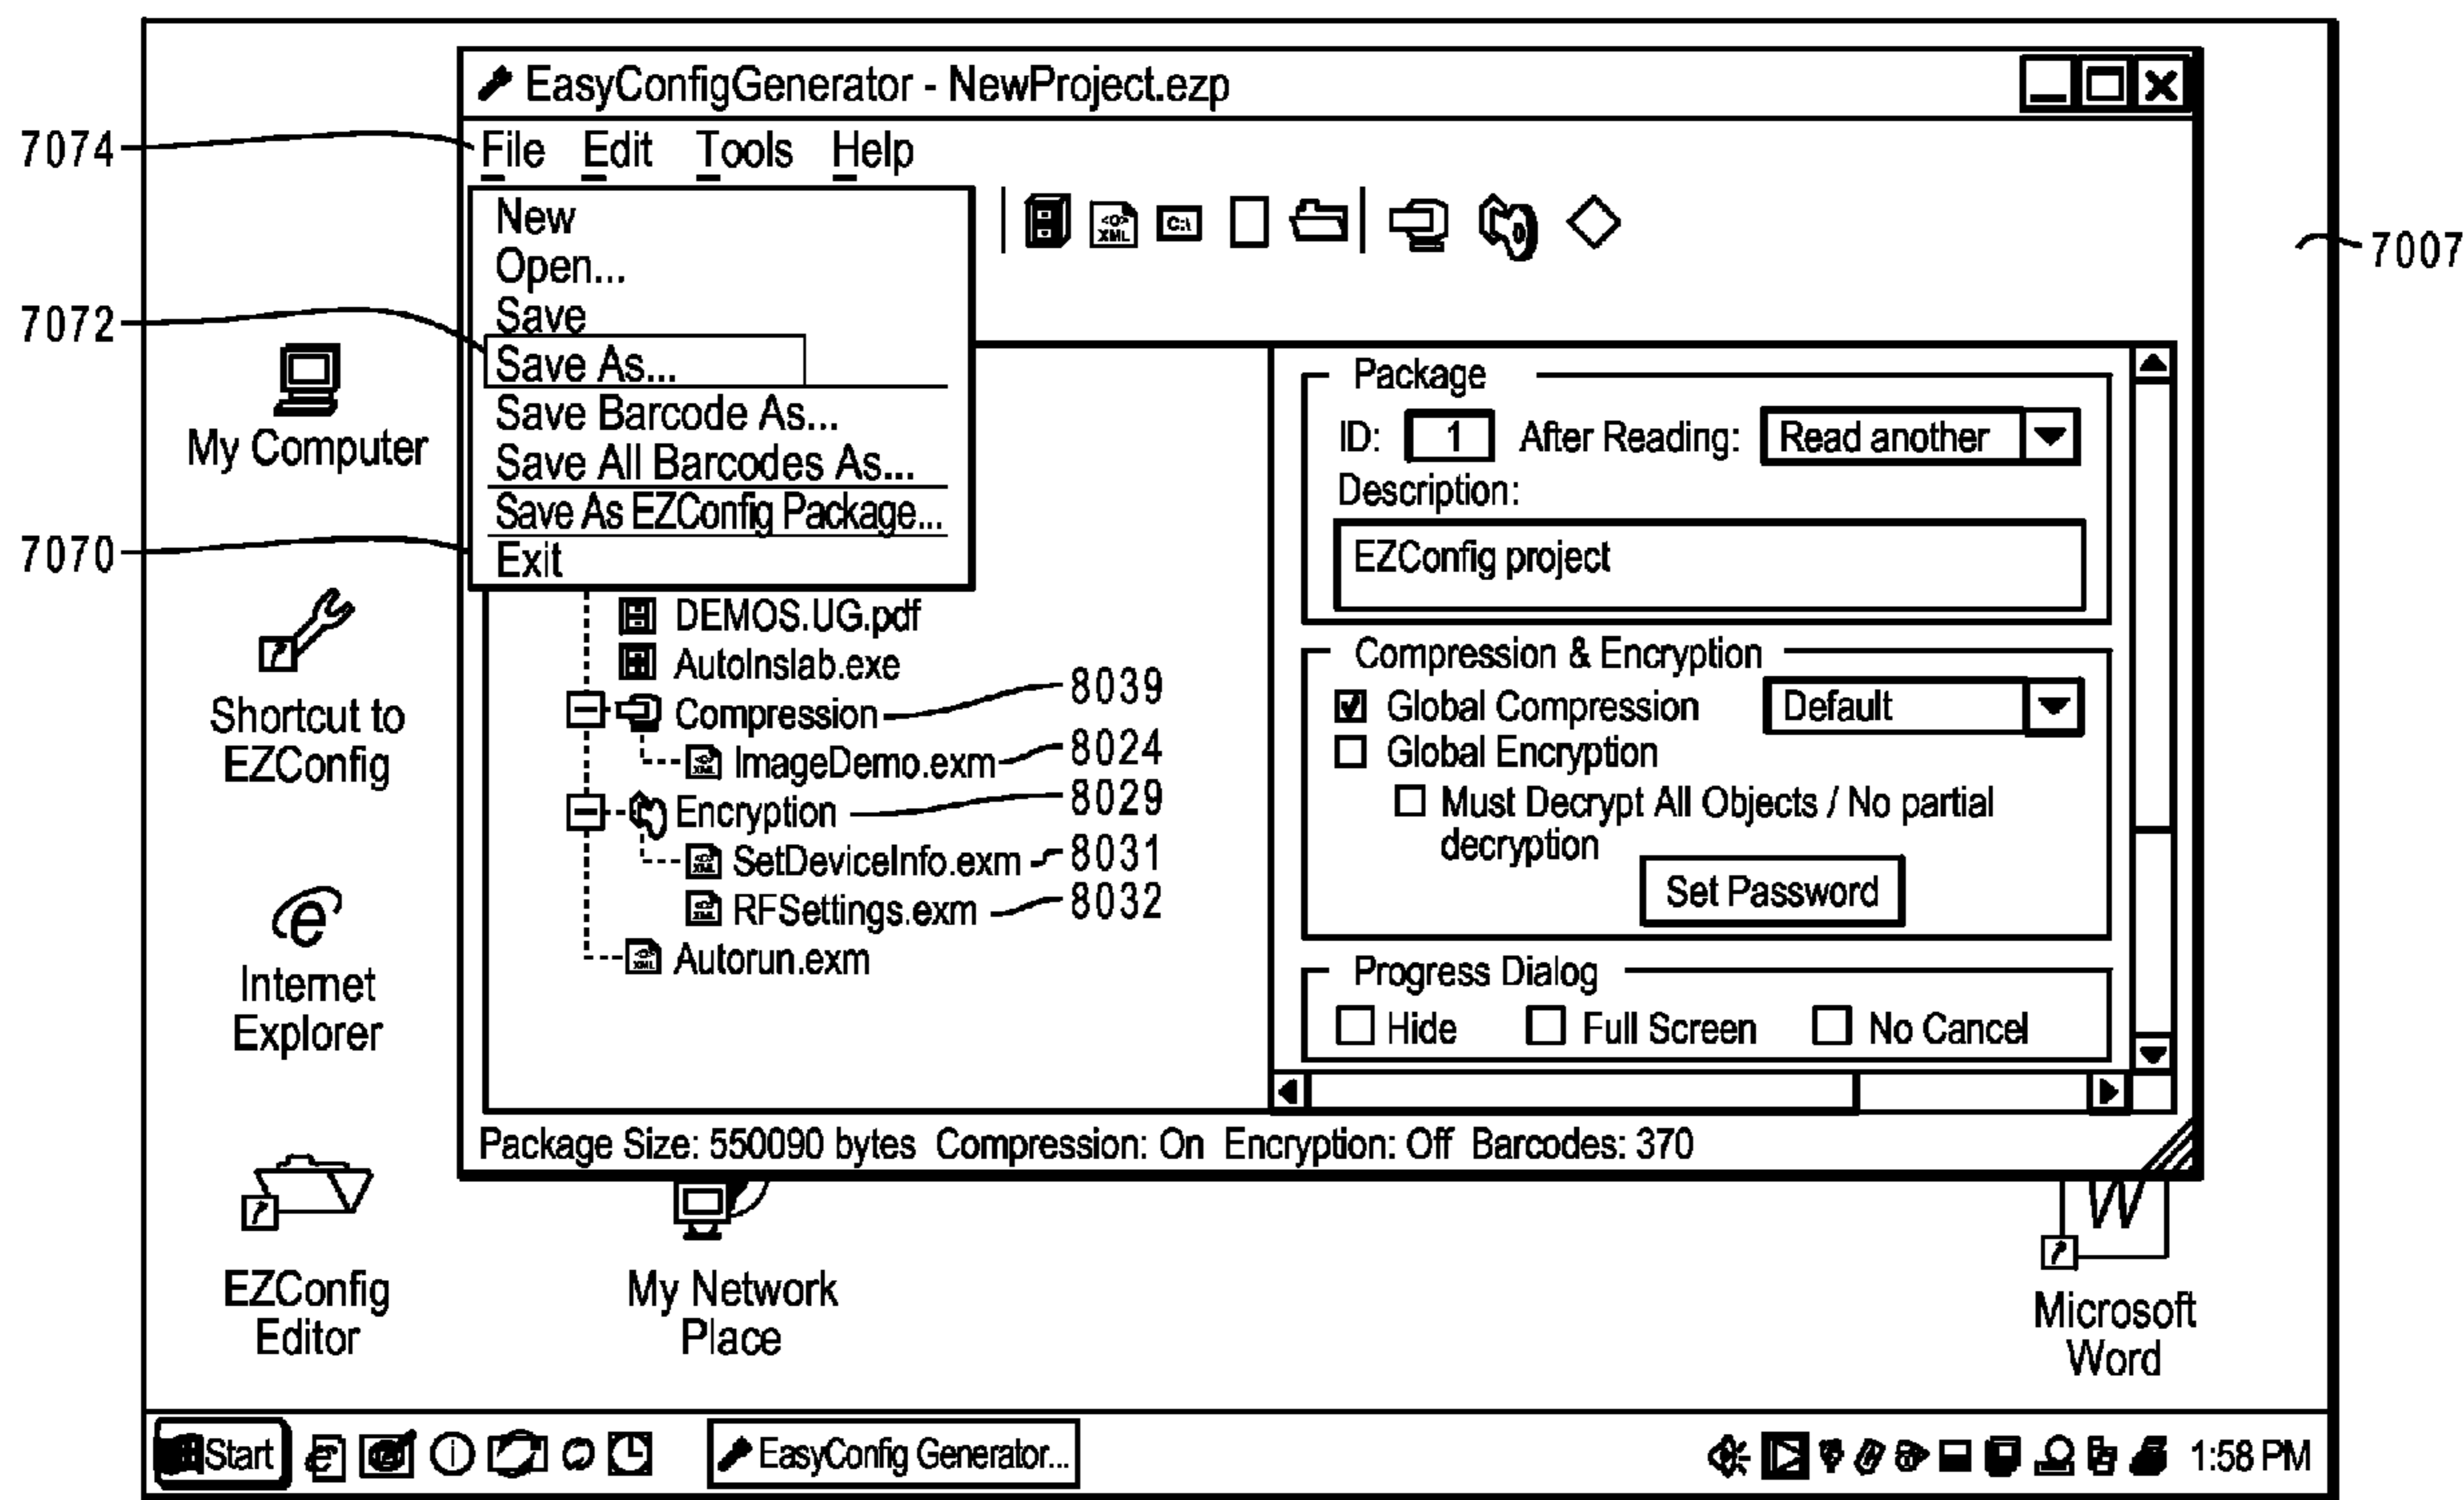 EasyConfigGenerator - NewProject.ezp
7074
File Edit Tools Help
New
Open...
Save
7072
Save As...
Save Barcode As...
Save All Barcodes As...
Save As EZConfig Package...
7070
Exit
<O>
XML
C:\
7007
My Computer
Shortcut to
EZConfig
Internet
Explorer
EZConfig
Editor
DEMOS.UG.pdf
AutoInslab.exe
Compression
8039
XML
ImageDemo.exm
8024
Encryption
8029
SetDeviceInfo.exm
8031
RFSettings.exm
8032
Autorun.exm
Package
ID: 1 After Reading: Read another
Description:
EZConfig project
Compression & Encryption
Global Compression Default
Global Encryption
Must Decrypt All Objects / No partial
decryption
Set Password
Progress Dialog
Hide Full Screen No Cancel
Package Size: 550090 bytes Compression: On Encryption: Off Barcodes: 370
My Network
Place
W
Microsoft
Word
Start
EasyConfig Generator...
1:58 PM